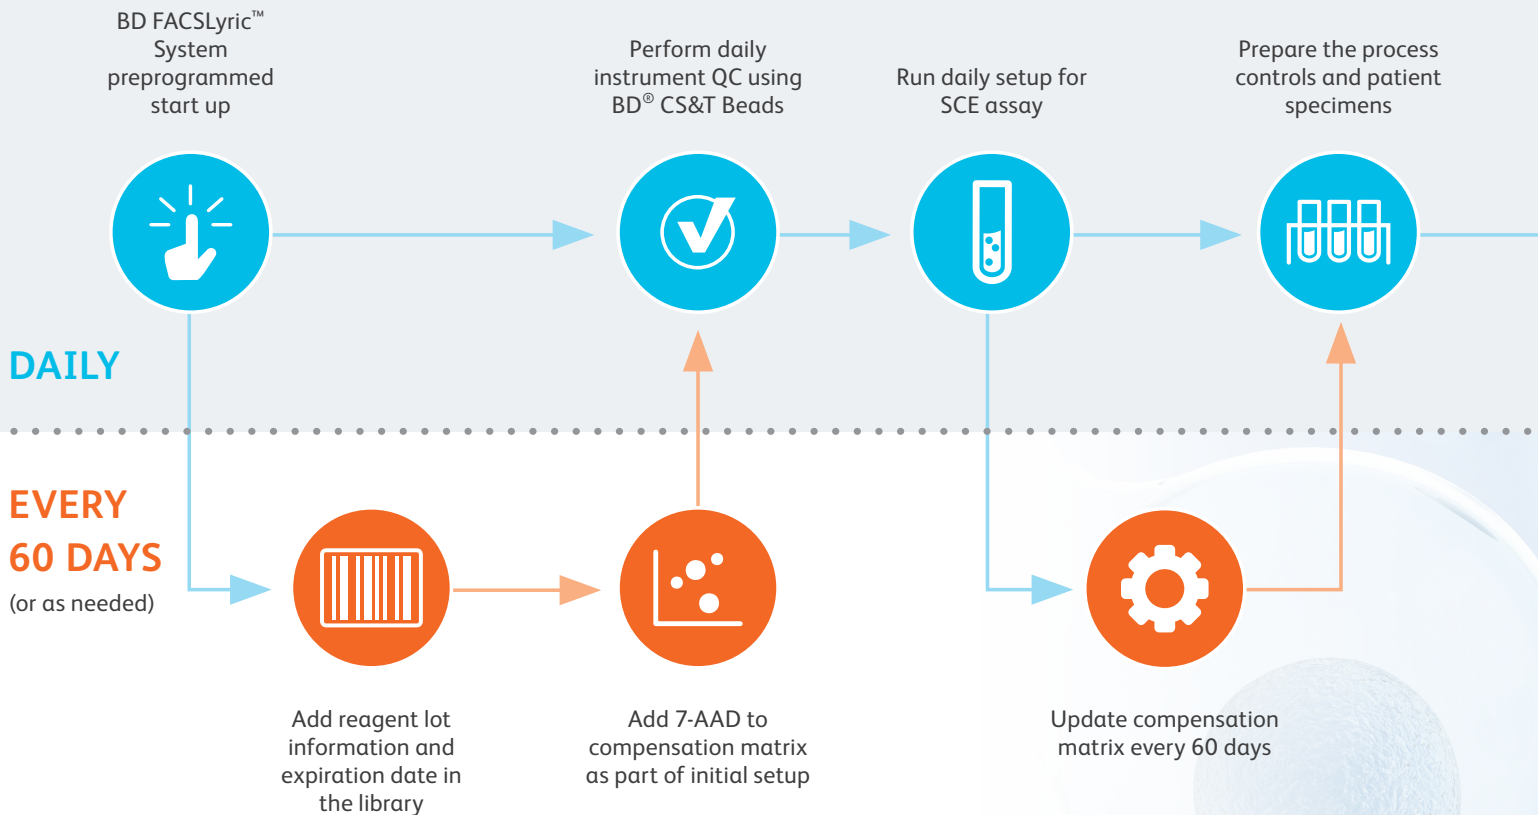 BD FACSLyric™
System
preprogrammed
start up
Perform daily
instrument QC using
BD® CS&T Beads
Run daily setup for
SCE assay
Prepare the process
controls and patient
specimens
DAILY
EVERY
60 DAYS
(or as needed)
Add reagent lot
information and
expiration date in
the library
Add 7-AAD to
compensation matrix
as part of initial setup
Update compensation
matrix every 60 days